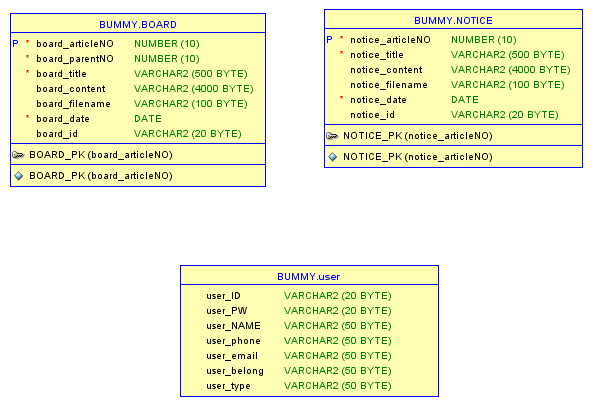 BUMMY.BOARD
P * board_articleNO NUMBER (10)
* board_parentNO NUMBER (10)
* board_title VARCHAR2 (500 BYTE)
board_content VARCHAR2 (4000 BYTE)
board_filename VARCHAR2 (100 BYTE)
* board_date DATE
board_id VARCHAR2 (20 BYTE)
BOARD_PK (board_articleNO)
BOARD_PK (board_articleNO)
BUMMY.NOTICE
P * notice_articleNO NUMBER (10)
* notice_title VARCHAR2 (500 BYTE)
notice_content VARCHAR2 (4000 BYTE)
notice_filename VARCHAR2 (100 BYTE)
* notice_date DATE
notice_id VARCHAR2 (20 BYTE)
NOTICE_PK (notice_articleNO)
NOTICE_PK (notice_articleNO)
BUMMY.user
user_ID VARCHAR2 (20 BYTE)
user_PW VARCHAR2 (20 BYTE)
user_NAME VARCHAR2 (50 BYTE)
user_phone VARCHAR2 (50 BYTE)
user_email VARCHAR2 (50 BYTE)
user_belong VARCHAR2 (50 BYTE)
user_type VARCHAR2 (50 BYTE)